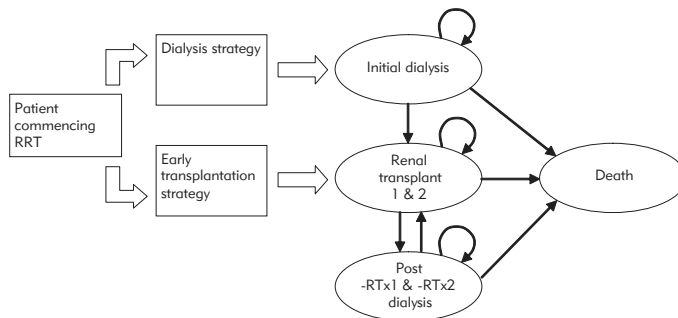 Patient
commencing
RRT
Dialysis strategy
Early
transplantation
strategy
Initial dialysis
Renal
transplant
1 & 2
Post
-RTx1 & -RTx2
dialysis
Death